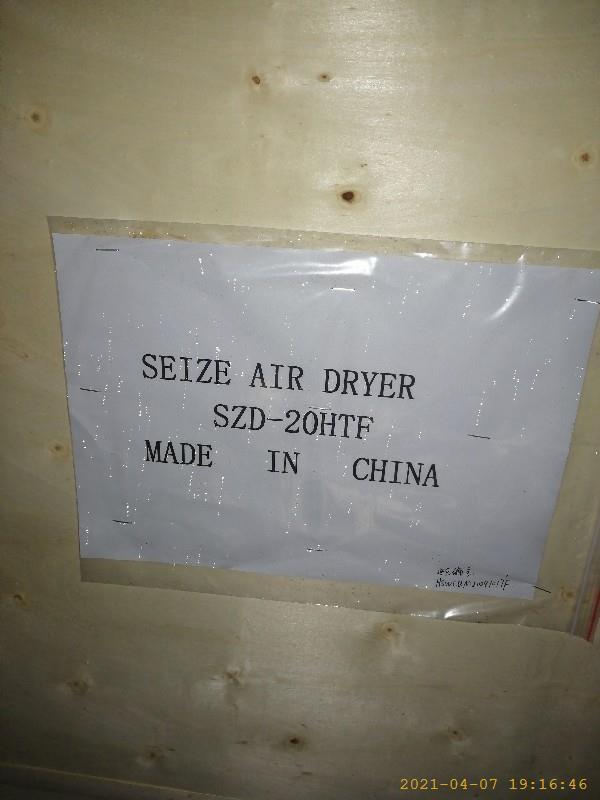 SEIZE AIR DRYER
SZD-20HTF
MADE IN CHINA
2021-04-07 19:16:46